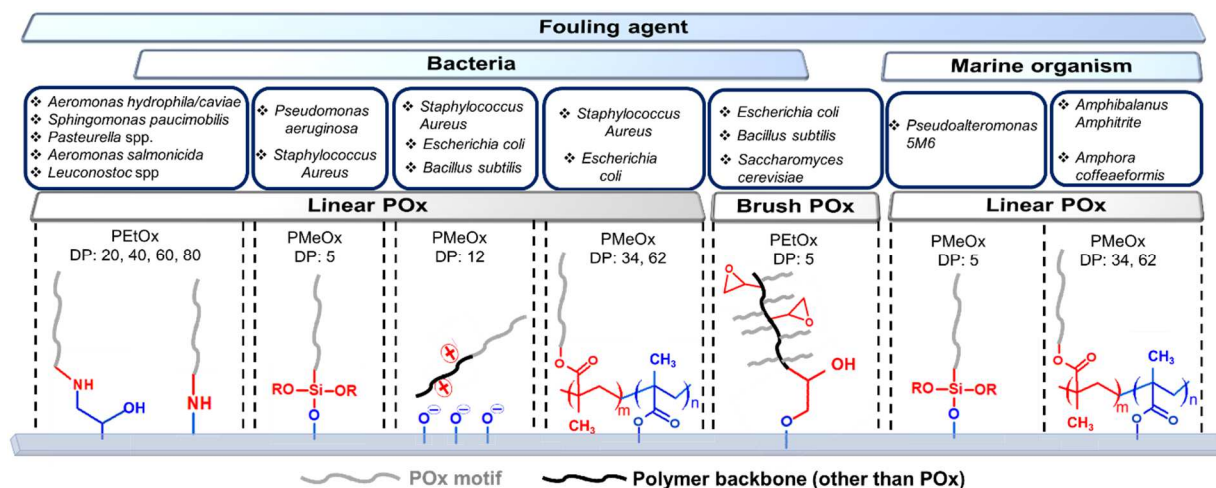 Fouling agent
Bacteria
Marine organism
❖ Aeromonas hydrophila/caviae
❖ Sphingomonas paucimobilis
❖ Pasteurella spp.
❖ Aeromonas salmonicida
❖ Leuconostoc spp
❖ Pseudomonas
aeruginosa
❖ Staphylococcus
Aureus
❖ Staphylococcus
Aureus
❖ Escherichia coli
❖ Bacillus subtilis
❖ Staphylococcus
Aureus
❖ Escherichia
coli
❖ Escherichia coli
❖ Bacillus subtilis
❖ Saccharomyces
cerevisiae
❖ Pseudoalteromonas
5M6
❖ Amphibalanus
Amphitrite
❖ Amphora
coffeaeformis
Linear POx
Brush POx
Linear POx
PEtOx
DP: 20, 40, 60, 80
PMeOx
DP: 5
PMeOx
DP: 12
PMeOx
DP: 34, 62
PEtOx
DP: 5
PMeOx
DP: 5
PMeOx
DP: 34, 62
NH
OH
NH
RO-Si-OR
O
+
+
O⁻ O⁻ O⁻
O
O
CH₃
CH₃
m
n
O
O
O
O
OH
O
RO-Si-OR
O
O
O
CH₃
CH₃
m
n
O
O
POx motif
Polymer backbone (other than POx)